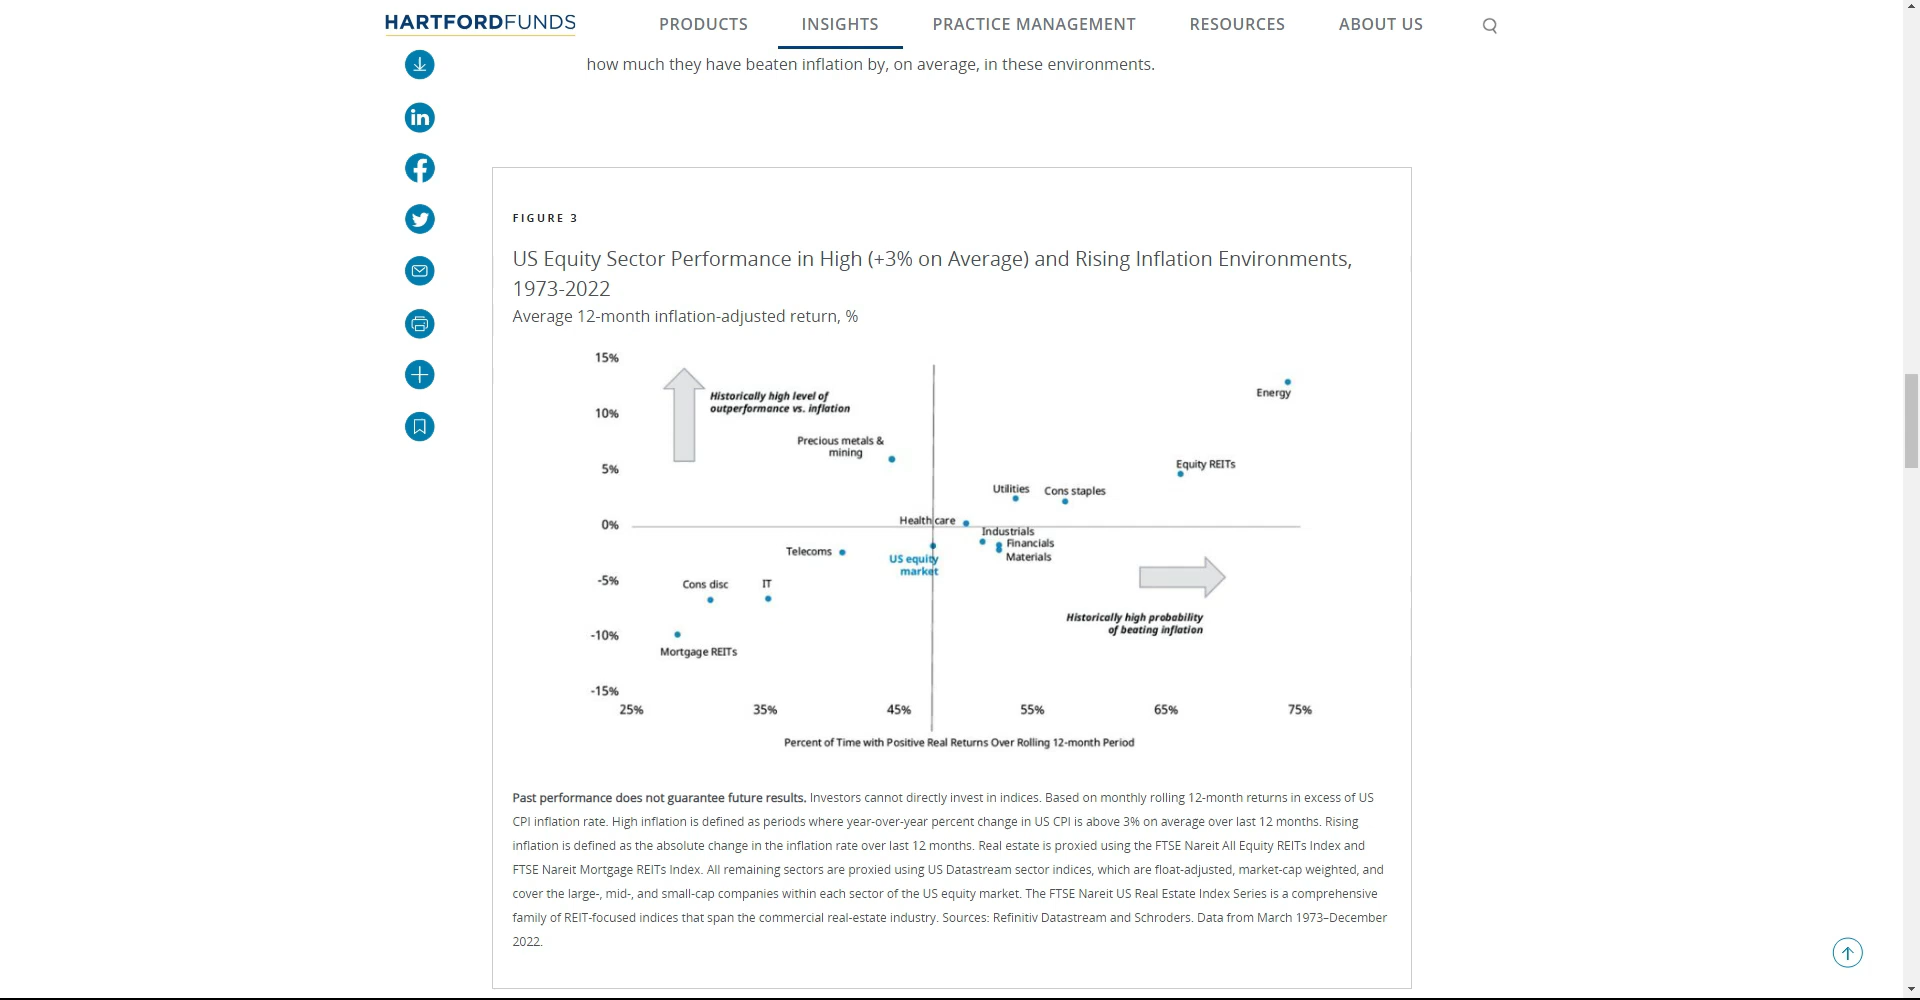 HARTFORDFUNDS
PRODUCTS
INSIGHTS
PRACTICE MANAGEMENT
RESOURCES
ABOUT US
how much they have beaten inflation by, on average, in these environments.
FIGURE 3
US Equity Sector Performance in High (+3% on Average) and Rising Inflation Environments,
1973-2022
Average 12-month inflation-adjusted return, %
15%
10%
5%
0%
-5%
-10%
-15%
Historically high level of
outperformance vs. inflation
Precious metals &
mining
Energy
Equity REITs
Utilities
Cons staples
Health care
Industrials
Financials
Materials
Telecoms
US equity
market
Cons disc
IT
Mortgage REITs
Historically high probability
of beating inflation
25%
35%
45%
55%
65%
75%
Percent of Time with Positive Real Returns Over Rolling 12-month Period
Past performance does not guarantee future results. Investors cannot directly invest in indices. Based on monthly rolling 12-month returns in excess of US
CPI inflation rate. High inflation is defined as periods where year-over-year percent change in US CPI is above 3% on average over last 12 months. Rising
inflation is defined as the absolute change in the inflation rate over last 12 months. Real estate is proxied using the FTSE Nareit All Equity REITs Index and
FTSE Nareit Mortgage REITs Index. All remaining sectors are proxied using US Datastream sector indices, which are float-adjusted, market-cap weighted, and
cover the large-, mid-, and small-cap companies within each sector of the US equity market. The FTSE Nareit US Real Estate Index Series is a comprehensive
family of REIT-focused indices that span the commercial real-estate industry. Sources: Refinitiv Datastream and Schroders. Data from March 1973–December
2022.